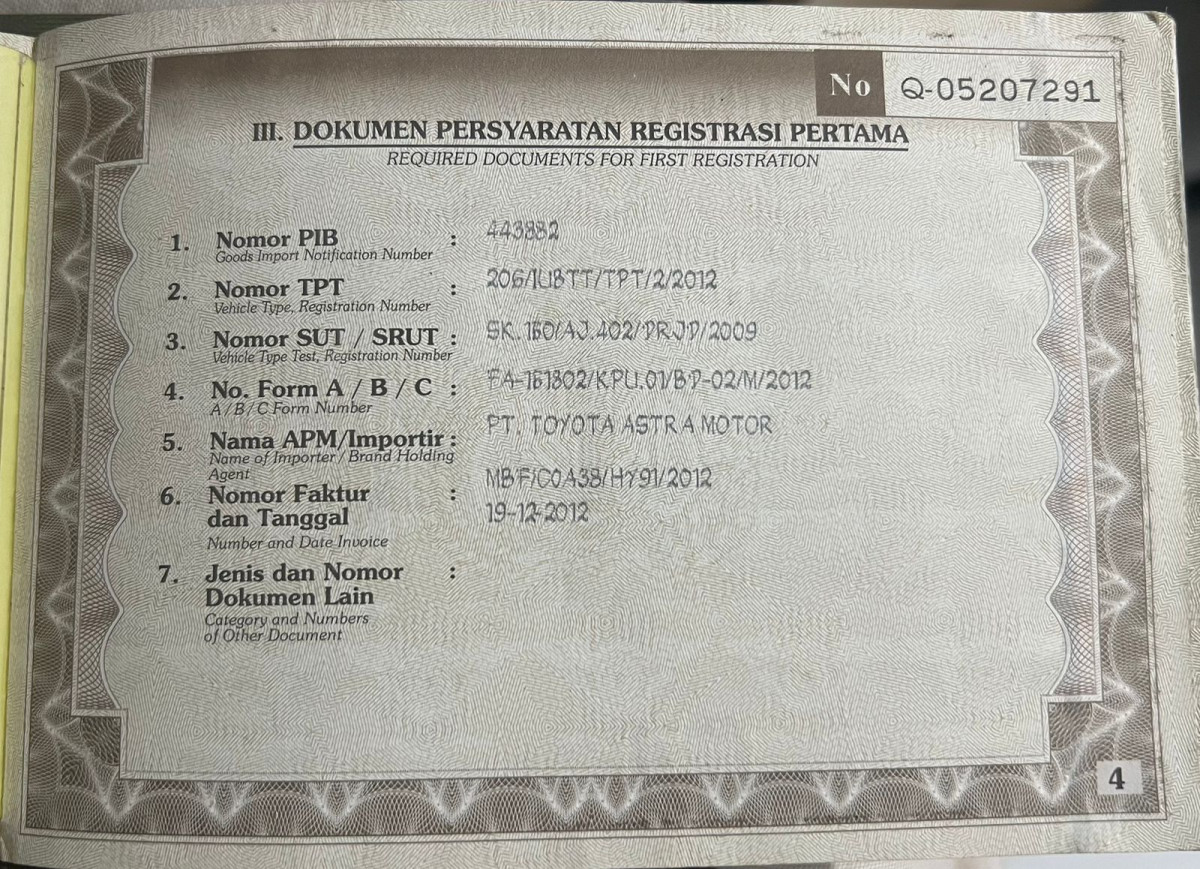 No Q-05207291
III. DOKUMEN PERSYARATAN REGISTRASI PERTAMA
REQUIRED DOCUMENTS FOR FIRST REGISTRATION
1. Nomor PIB : 443882
Goods Import Notification Number
2. Nomor TPT : 206/IUBTT/TPT/2/2012
Vehicle Type, Registration Number
3. Nomor SUT / SRUT : SK. 160/AJ.402/DRJD/2009
Vehicle Type Test, Registration Number
4. No. Form A / B / C : FA-161802/KPU.01/BD-02/M/2012
A / B / C Form Number
5. Nama APM/Importir : PT. TOYOTA ASTRA MOTOR
Name of Importer / Brand Holding
Agent
6. Nomor Faktur : MBF/C0A38/HY91/2012
dan Tanggal 19-12-2012
Number and Date Invoice
7. Jenis dan Nomor :
Dokumen Lain
Category and Numbers
of Other Document
4